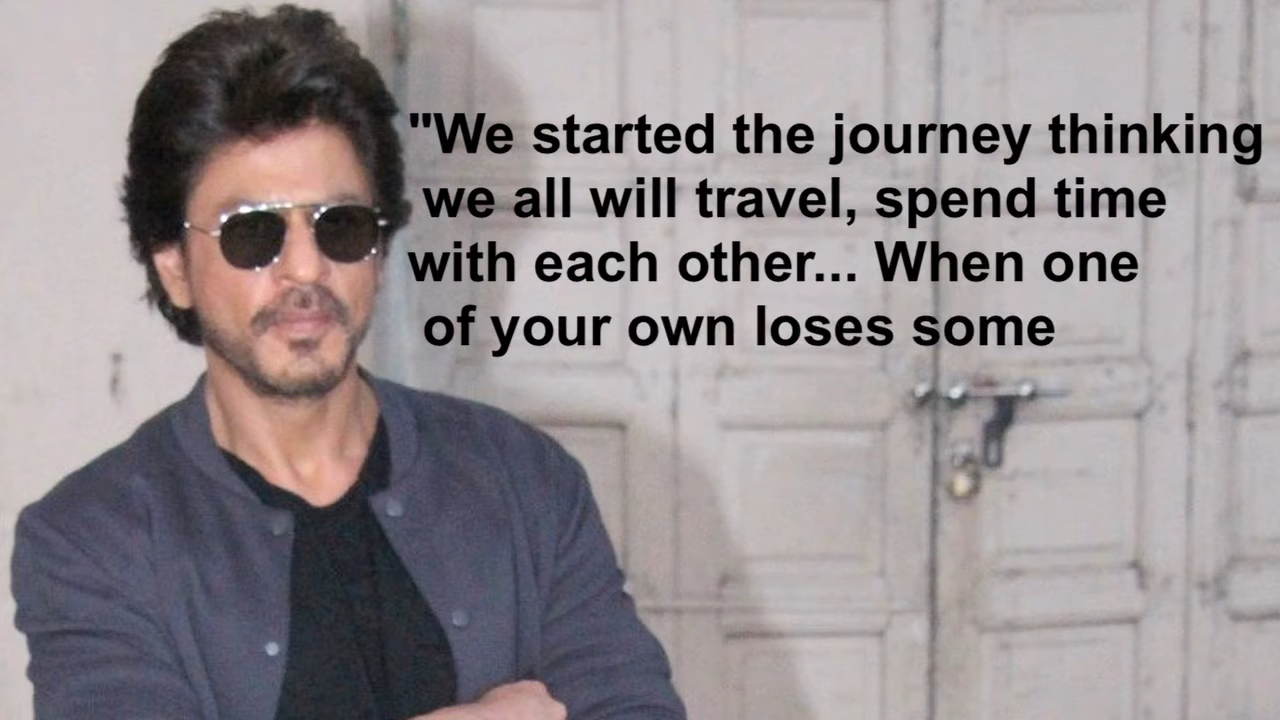 "We started the journey thinking
we all will travel, spend time
with each other... When one
of your own loses some